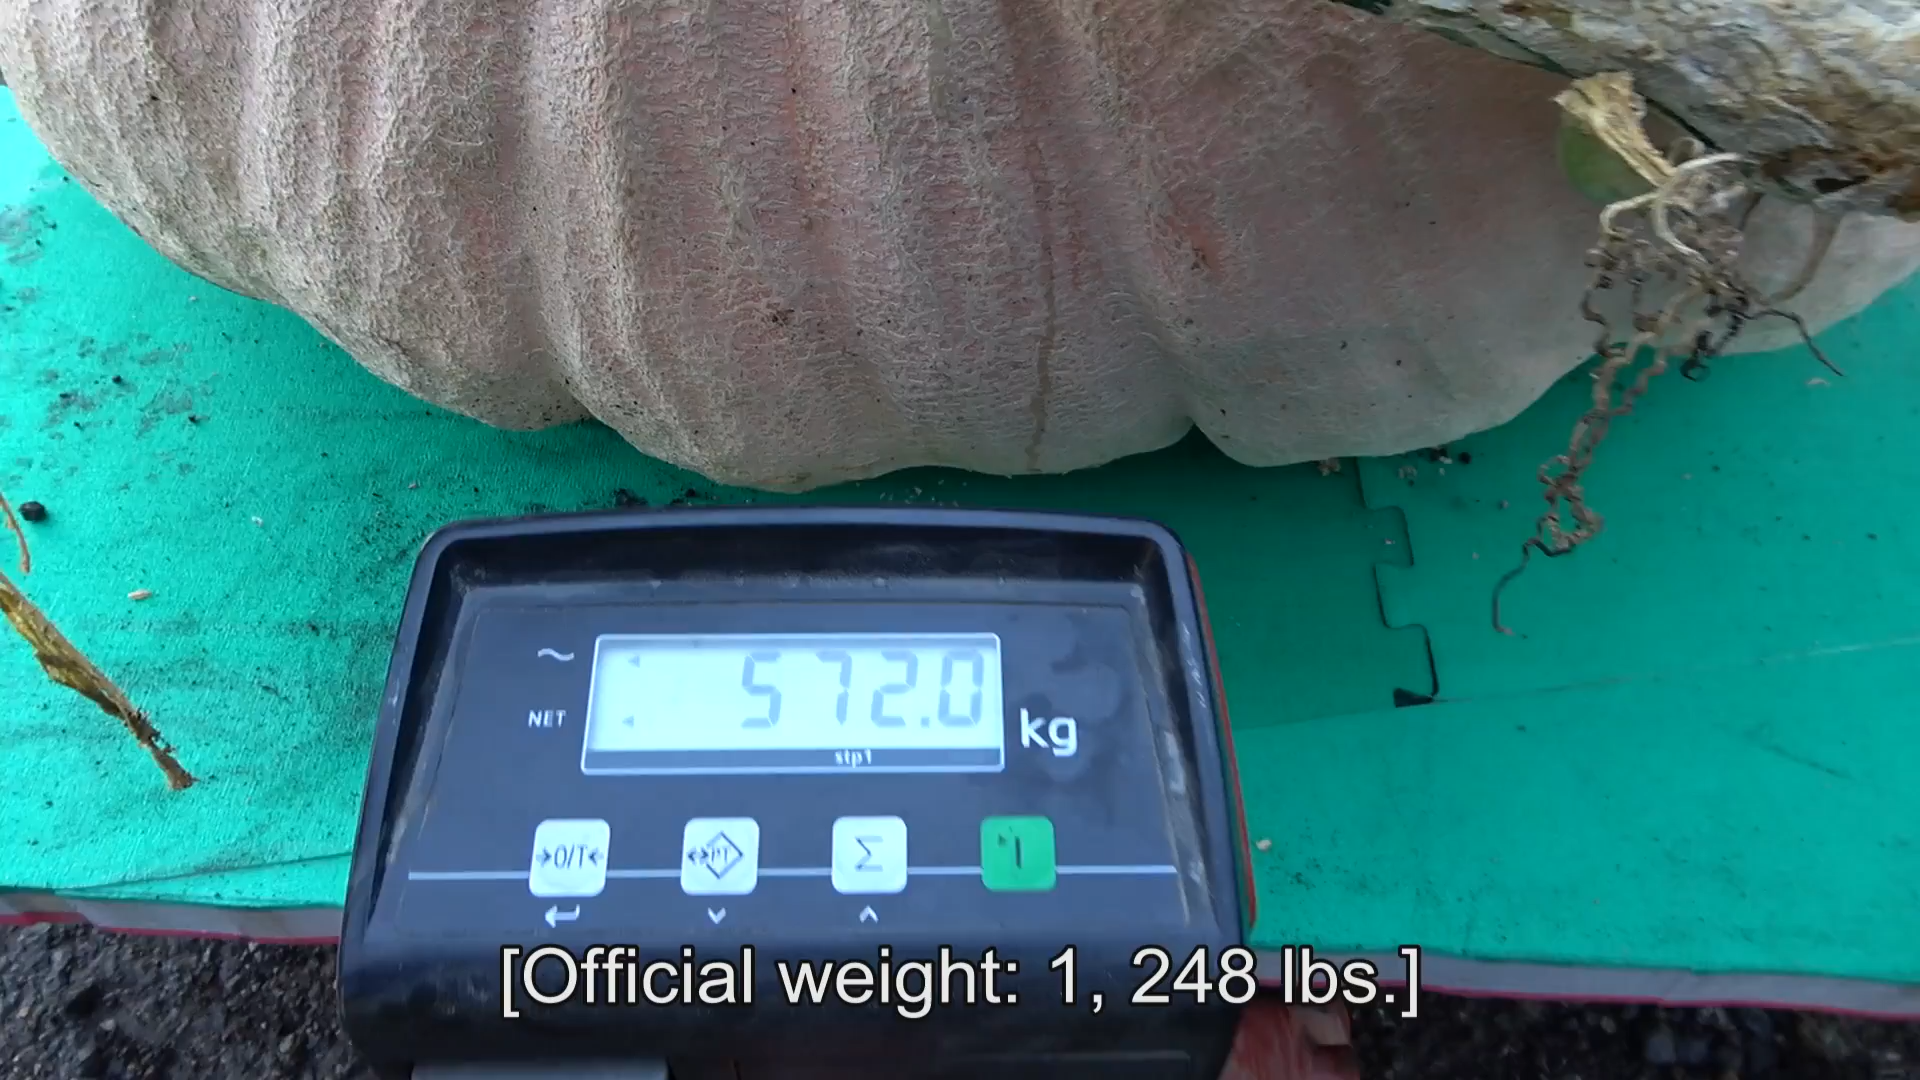 572.0
kg
NET
stp1
→0/T←
PT
Σ
[Official weight: 1, 248 lbs.]